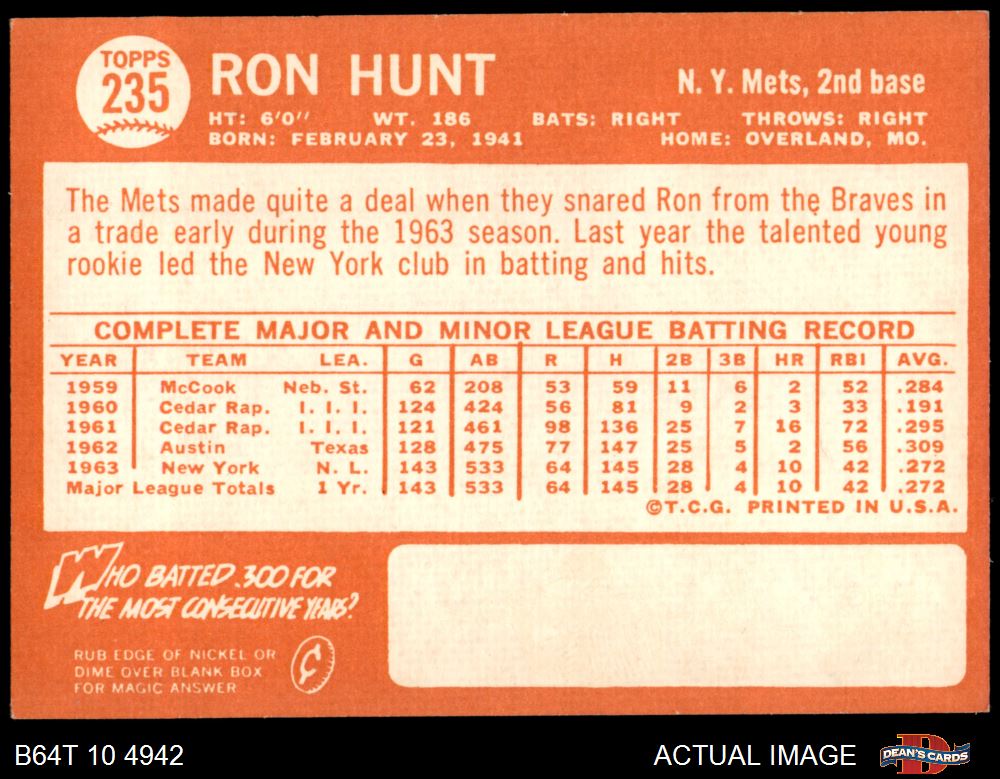 TOPPS
235
RON HUNT
N. Y. Mets, 2nd base
HT: 6'0" WT. 186 BATS: RIGHT THROWS: RIGHT
BORN: FEBRUARY 23, 1941 HOME: OVERLAND, MO.
The Mets made quite a deal when they snared Ron from the Braves in
a trade early during the 1963 season. Last year the talented young
rookie led the New York club in batting and hits.
COMPLETE MAJOR AND MINOR LEAGUE BATTING RECORD
YEAR TEAM LEA. G AB R H 2B 3B HR RBI AVG.
1959 McCook Neb. St. 62 208 53 59 11 6 2 52 .284
1960 Cedar Rap. I. I. I. 124 424 56 81 9 2 3 33 .191
1961 Cedar Rap. I. I. I. 121 461 98 136 25 7 16 72 .295
1962 Austin Texas 128 475 77 147 25 5 2 56 .309
1963 New York N. L. 143 533 64 145 28 4 10 42 .272
Major League Totals 1 Yr. 143 533 64 145 28 4 10 42 .272
©T.C.G. PRINTED IN U.S.A.
WHO BATTED .300 FOR
THE MOST CONSECUTIVE YEARS?
RUB EDGE OF NICKEL OR
DIME OVER BLANK BOX
FOR MAGIC ANSWER
¢
B64T 10 4942
ACTUAL IMAGE
DEAN'S CARDS